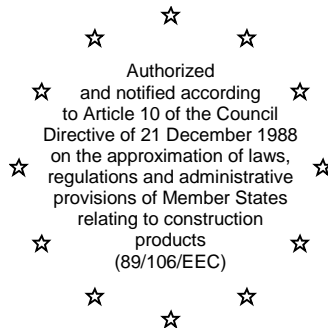 Authorized
and notified according
to Article 10 of the Council
Directive of 21 December 1988
on the approximation of laws,
regulations and administrative
provisions of Member States
relating to construction
products
(89/106/EEC)